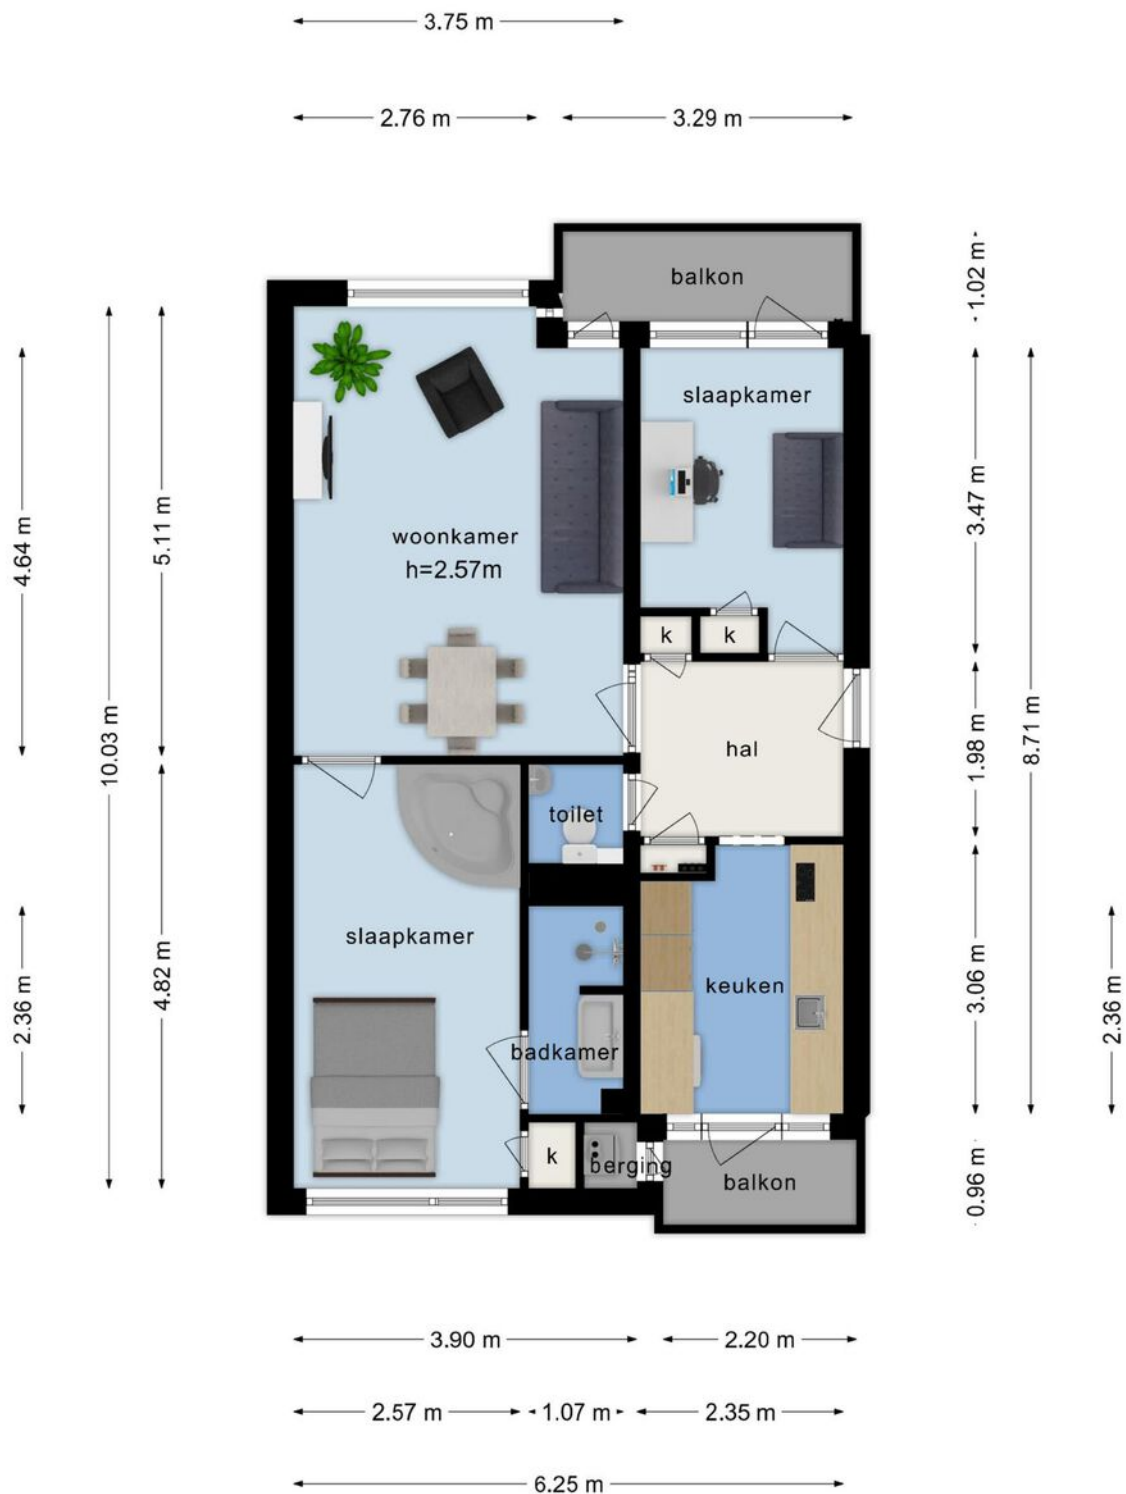 3.75 m
2.76 m
3.29 m
balkon
1.02 m
slaapkamer
3.47 m
woonkamer
h=2.57m
4.64 m
5.11 m
k
k
10.03 m
hal
1.98 m
8.71 m
toilet
slaapkamer
4.82 m
2.36 m
keuken
3.06 m
2.36 m
badkamer
k
berging
balkon
0.96 m
3.90 m
2.20 m
2.57 m
1.07 m
2.35 m
6.25 m